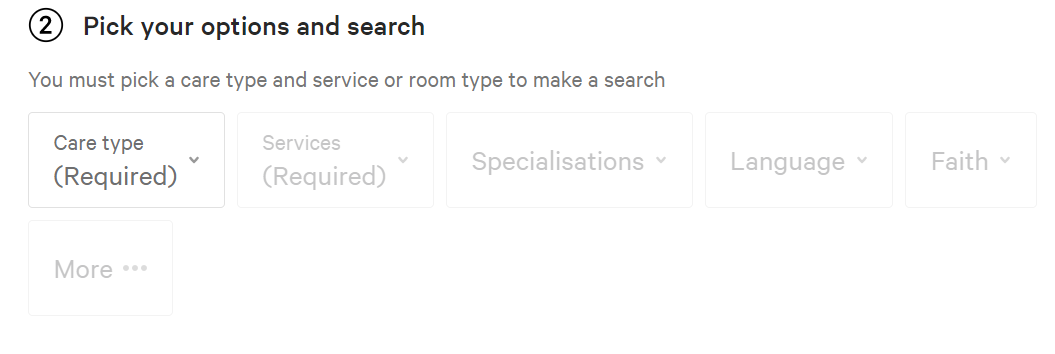 2 Pick your options and search
You must pick a care type and service or room type to make a search
Care type
(Required)
Services
(Required)
Specialisations
Language
Faith
More •••